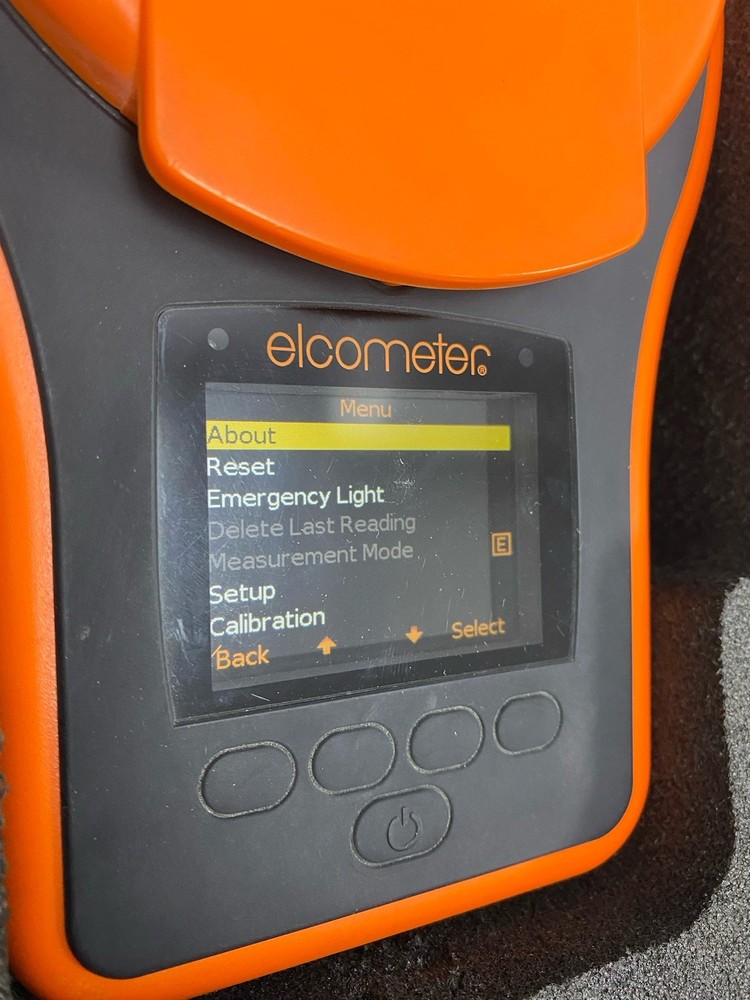 elcometer®
Menu
About
Reset
Emergency Light
Delete Last Reading
Measurement Mode
E
Setup
Calibration
Back Select